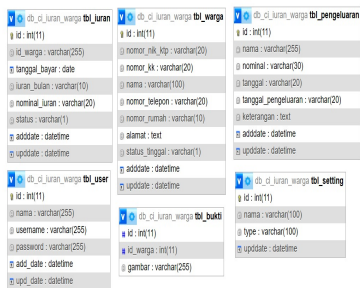 db_ci_iuran_warga tbl_iuran
id : int(11)
id_warga : varchar(255)
tanggal_bayar : date
iuran_bulan : varchar(10)
nominal_iuran : varchar(20)
status : varchar(1)
adddate : datetime
upddate : datetime
db_ci_iuran_warga tbl_warga
id : int(11)
nomor_nik_ktp : varchar(20)
nomor_kk : varchar(20)
nama : varchar(100)
nomor_telepon : varchar(20)
nomor_rumah : varchar(10)
alamat : text
status_tinggal : varchar(1)
adddate : datetime
upddate : datetime
db_ci_iuran_warga tbl_pengeluaran
id : int(11)
nama : varchar(255)
nominal : varchar(30)
tanggal : varchar(20)
tanggal_pengeluaran : varchar(20)
keterangan : text
adddate : datetime
upddate : datetime
db_ci_iuran_warga tbl_user
id : int(11)
nama : varchar(255)
username : varchar(255)
password : varchar(255)
add_date : datetime
upd_date : datetime
db_ci_iuran_warga tbl_bukti
id : int(11)
id_warga : int(11)
gambar : varchar(255)
db_ci_iuran_warga tbl_setting
id : int(11)
nama : varchar(100)
type : varchar(100)
upddate : datetime